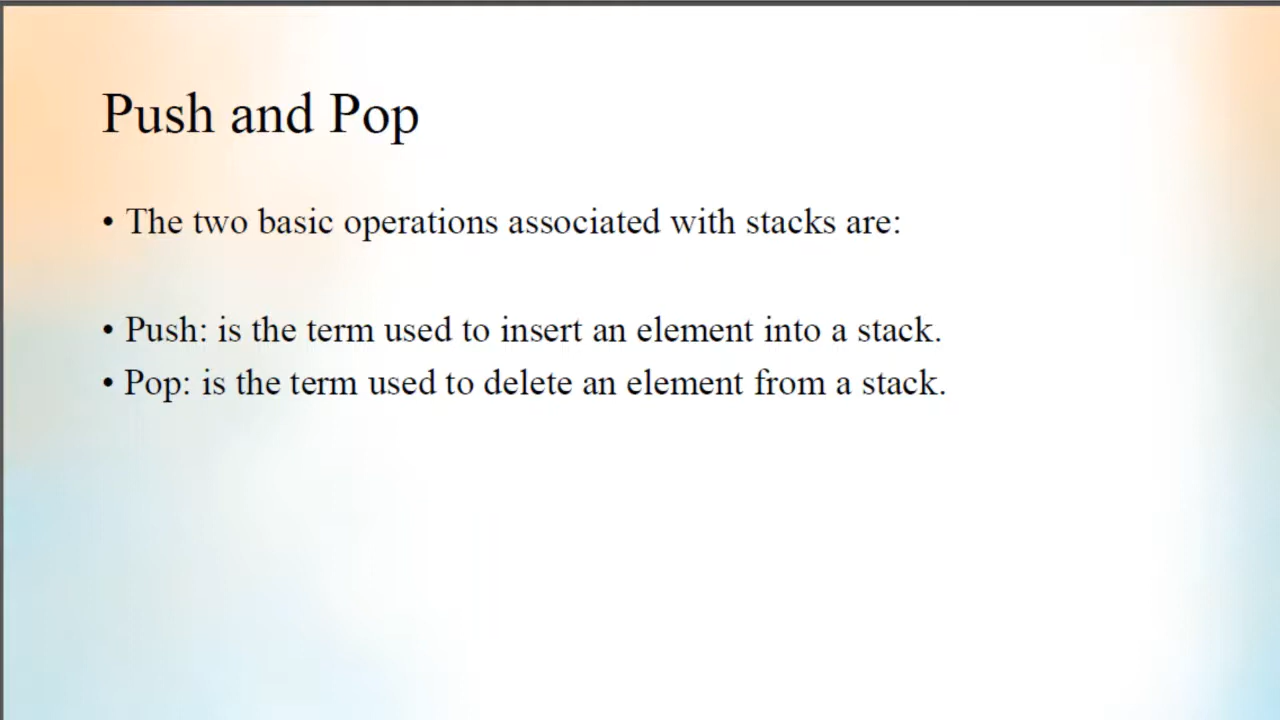 Push and Pop
• The two basic operations associated with stacks are:
• Push: is the term used to insert an element into a stack.
• Pop: is the term used to delete an element from a stack.